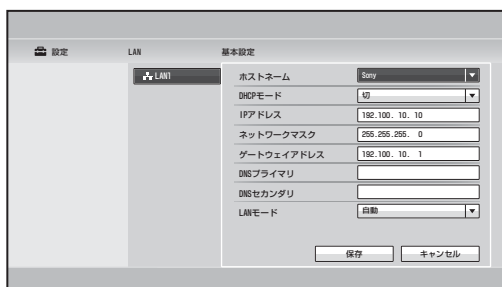 設定 LAN 基本設定
LAN1
ホストネーム Sony
DHCPモード 切
IPアドレス 192.100. 10. 10
ネットワークマスク 255.255.255. 0
ゲートウェイアドレス 192.100. 10. 1
DNSプライマリ
DNSセカンダリ
LANモード 自動
保存 キャンセル